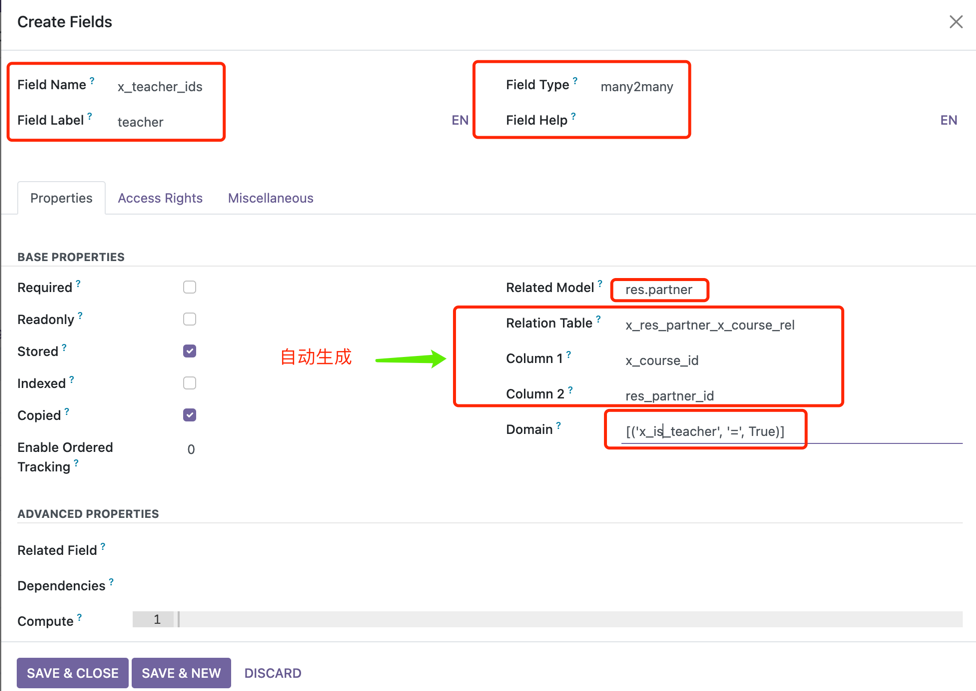 Create Fields
Field Name ? x_teacher_ids
Field Type ? many2many
Field Label ? teacher EN
Field Help ? EN
Properties Access Rights Miscellaneous
BASE PROPERTIES
Required ?
Related Model ? res.partner
Readonly ?
Relation Table ? x_res_partner_x_course_rel
Stored ?
自动生成
Column 1 ? x_course_id
Indexed ?
Column 2 ? res_partner_id
Copied ?
Domain ? [('x_is_teacher', '=', True)]
Enable Ordered
Tracking ? 0
ADVANCED PROPERTIES
Related Field ?
Dependencies ?
Compute ? 1
SAVE & CLOSE SAVE & NEW DISCARD